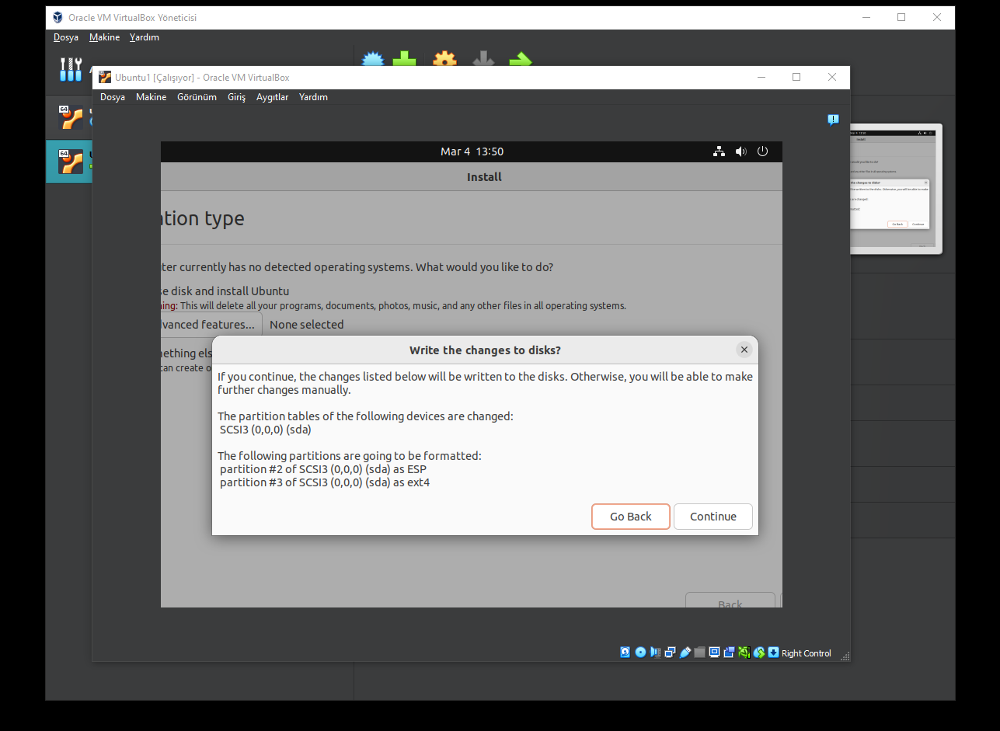 Oracle VM VirtualBox Yöneticisi
Dosya Makine Yardım
Ubuntu1 [Çalışıyor] - Oracle VM VirtualBox
Dosya Makine Görünüm Giriş Aygıtlar Yardım
64
64
Mar 4 13:50
Install
ation type
uter currently has no detected operating systems. What would you like to do?
se disk and install Ubuntu
ning: This will delete all your programs, documents, photos, music, and any other files in all operating systems.
dvanced features... None selected
mething els
can create o
Write the changes to disks?
If you continue, the changes listed below will be written to the disks. Otherwise, you will be able to make
further changes manually.
The partition tables of the following devices are changed:
SCSI3 (0,0,0) (sda)
The following partitions are going to be formatted:
partition #2 of SCSI3 (0,0,0) (sda) as ESP
partition #3 of SCSI3 (0,0,0) (sda) as ext4
Go Back Continue
Back
Right Control